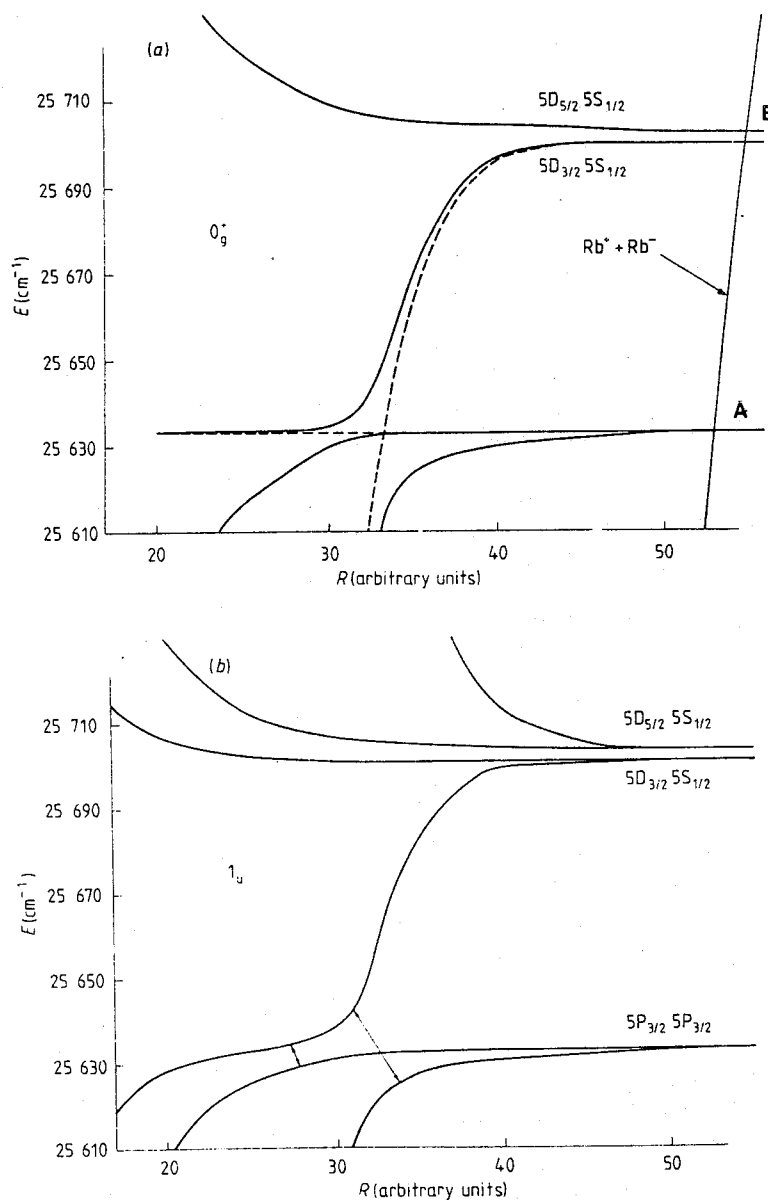 (a)
25 710
25 690
25 670
25 650
25 630
25 610
E (cm⁻¹)
0g⁺
5D5/2 5S1/2
5D3/2 5S1/2
Rb⁺ + Rb⁻
A
20
30
40
50
R (arbitrary units)
(b)
25 710
25 690
25 670
25 650
25 630
25 610
E (cm⁻¹)
1u
5D5/2 5S1/2
5D3/2 5S1/2
5P3/2 5P3/2
20
30
40
50
R (arbitrary units)